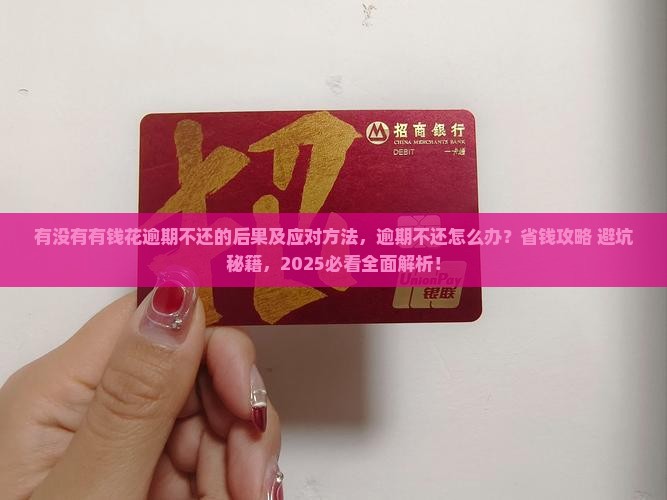 招商銀行
CHINA MERCHANTS BANK
DEBIT 一卡通
招
有没有有钱花逾期不还的后果及应对方法，逾期不还怎么办？省钱攻略 避坑
秘籍，2025必看全面解析！
UnionPay
银联